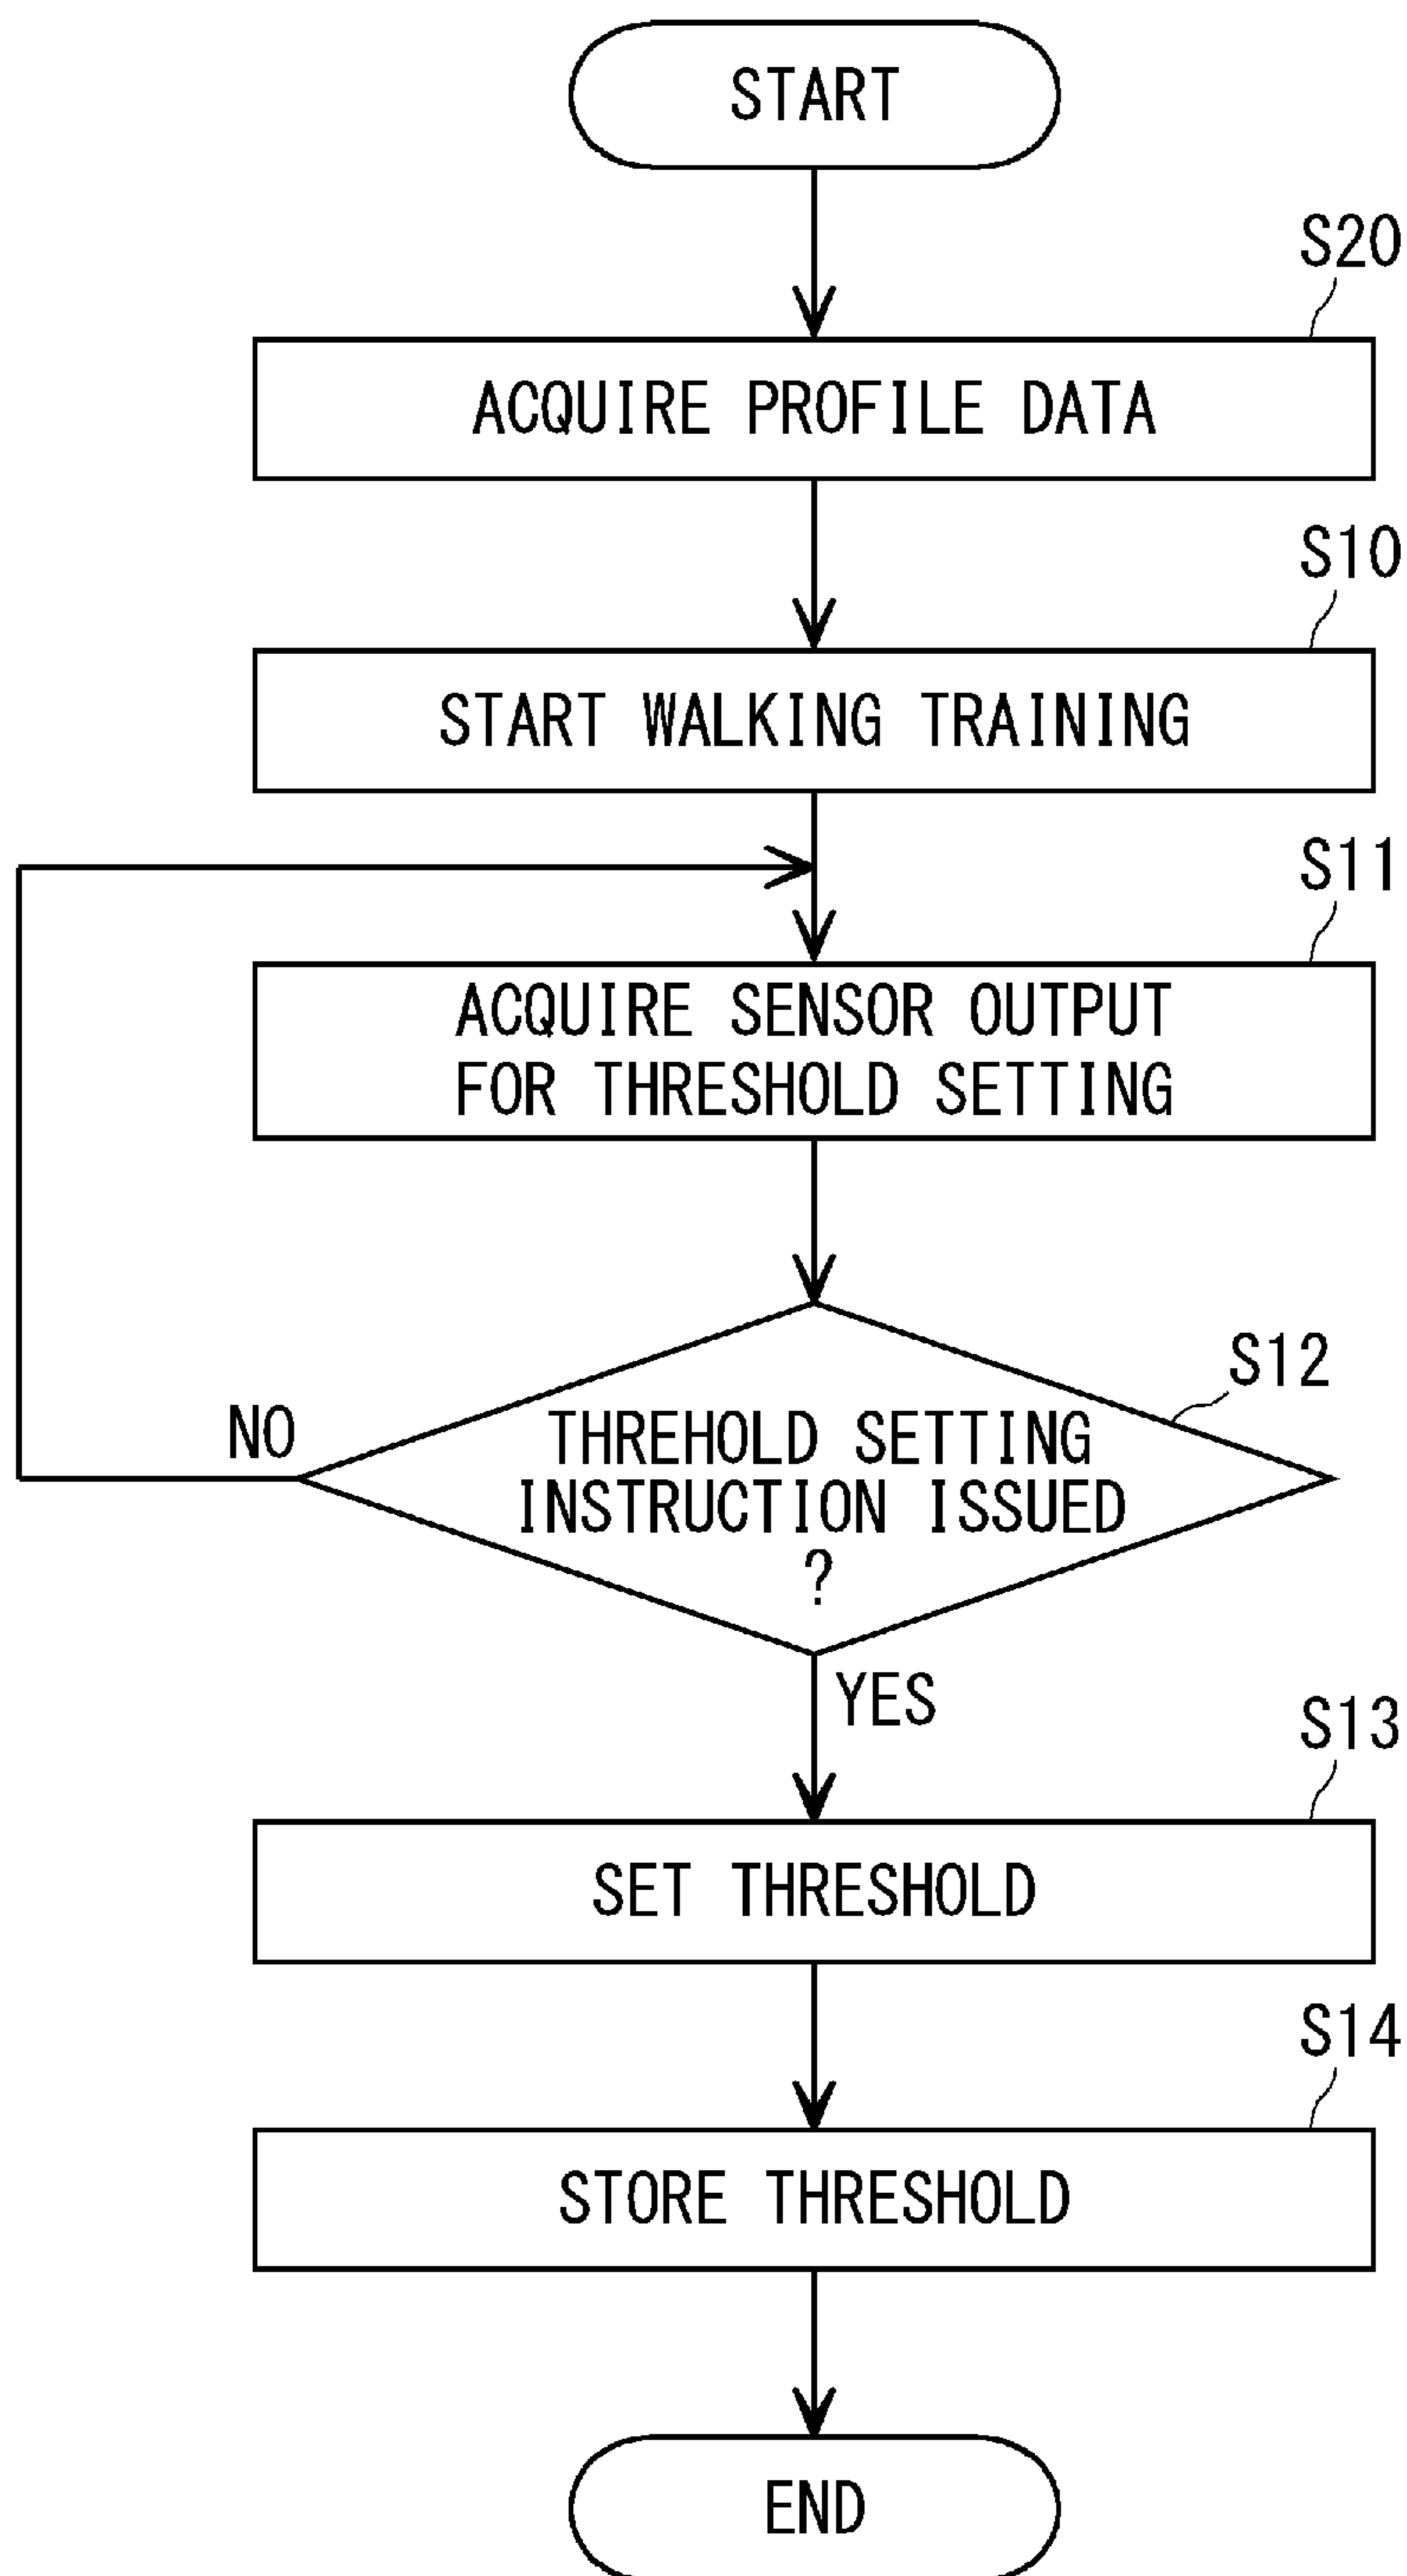 START
S20
ACQUIRE PROFILE DATA
S10
START WALKING TRAINING
S11
ACQUIRE SENSOR OUTPUT
FOR THRESHOLD SETTING
S12
NO
THREHOLD SETTING
INSTRUCTION ISSUED
?
YES
S13
SET THRESHOLD
S14
STORE THRESHOLD
END